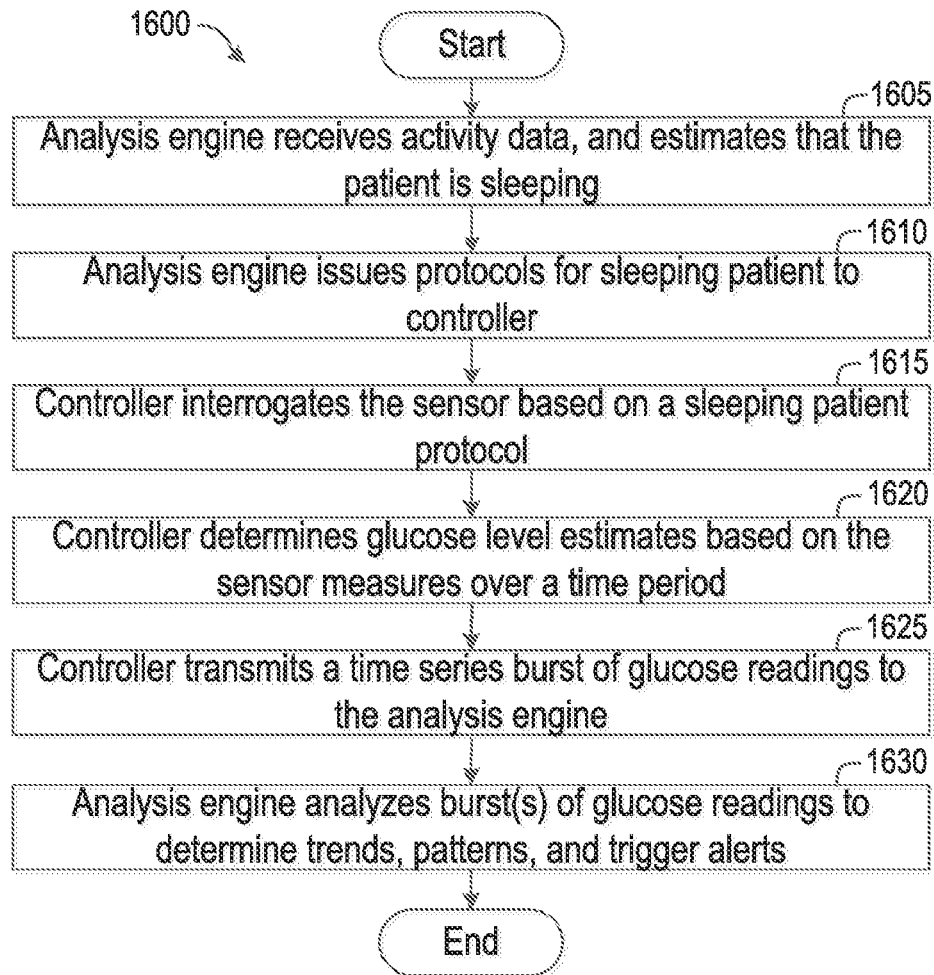 1600
Start
1605
Analysis engine receives activity data, and estimates that the
patient is sleeping
1610
Analysis engine issues protocols for sleeping patient to
controller
1615
Controller interrogates the sensor based on a sleeping patient
protocol
1620
Controller determines glucose level estimates based on the
sensor measures over a time period
1625
Controller transmits a time series burst of glucose readings to
the analysis engine
1630
Analysis engine analyzes burst(s) of glucose readings to
determine trends, patterns, and trigger alerts
End